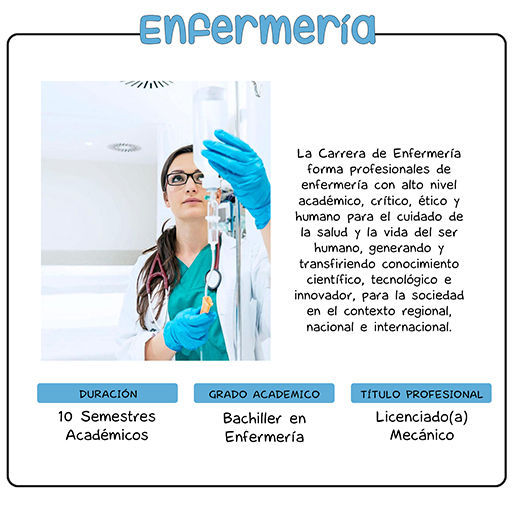 Enfermería
La Carrera de Enfermería
forma profesionales de
enfermería con alto nivel
académico, crítico, ético y
humano para el cuidado de
la salud y la vida del ser
humano, generando y
transfiriendo conocimiento
científico, tecnológico e
innovador, para la sociedad
en el contexto regional,
nacional e internacional.
DURACIÓN
10 Semestres
Académicos
GRADO ACADEMICO
Bachiller en
Enfermería
TÍTULO PROFESIONAL
Licenciado(a)
Mecánico